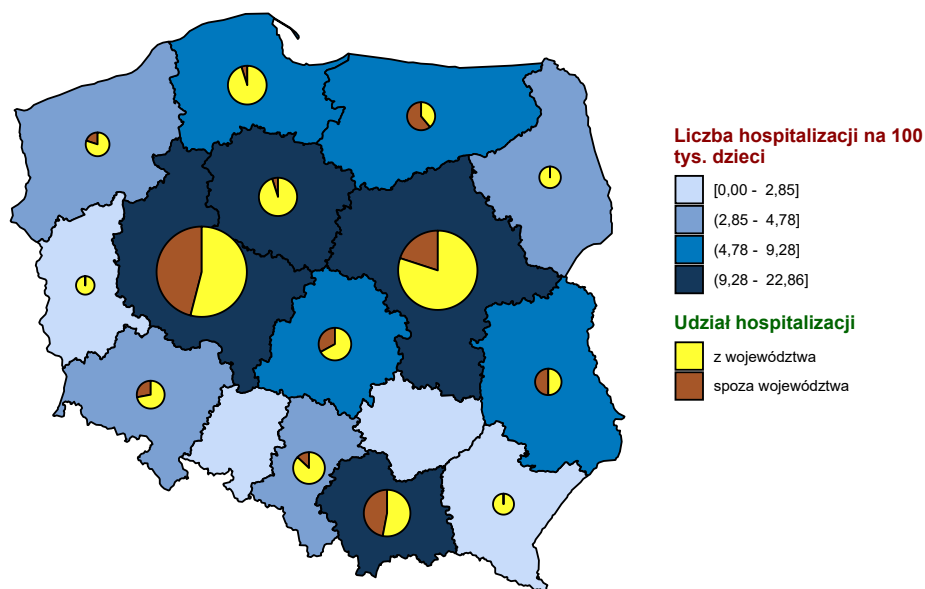 Liczba hospitalizacji na 100
tys. dzieci
[0,00 - 2,85]
(2,85 - 4,78]
(4,78 - 9,28]
(9,28 - 22,86]
Udział hospitalizacji
z województwa
spoza województwa